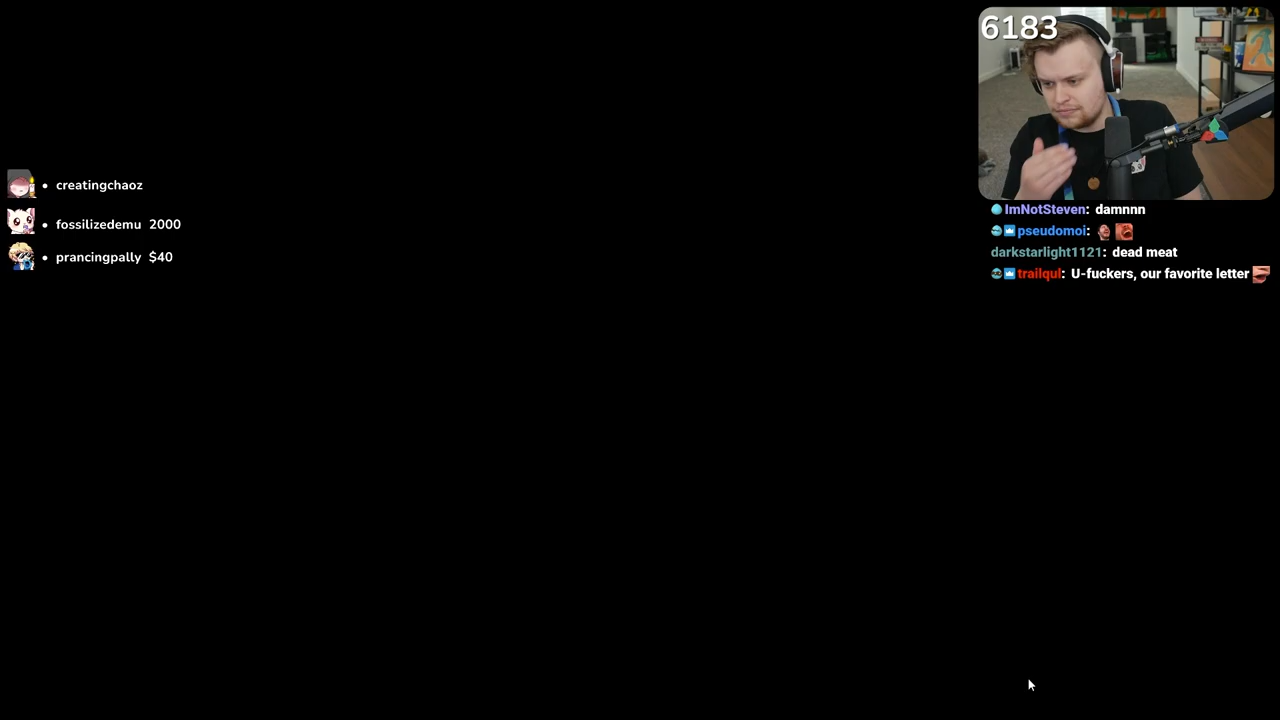 6183
creatingchaoz
fossilizedemu 2000
prancingpally $40
ImNotSteven: damnnn
pseudomoi:
darkstarlight1121: dead meat
trailqul: U-fuckers, our favorite letter